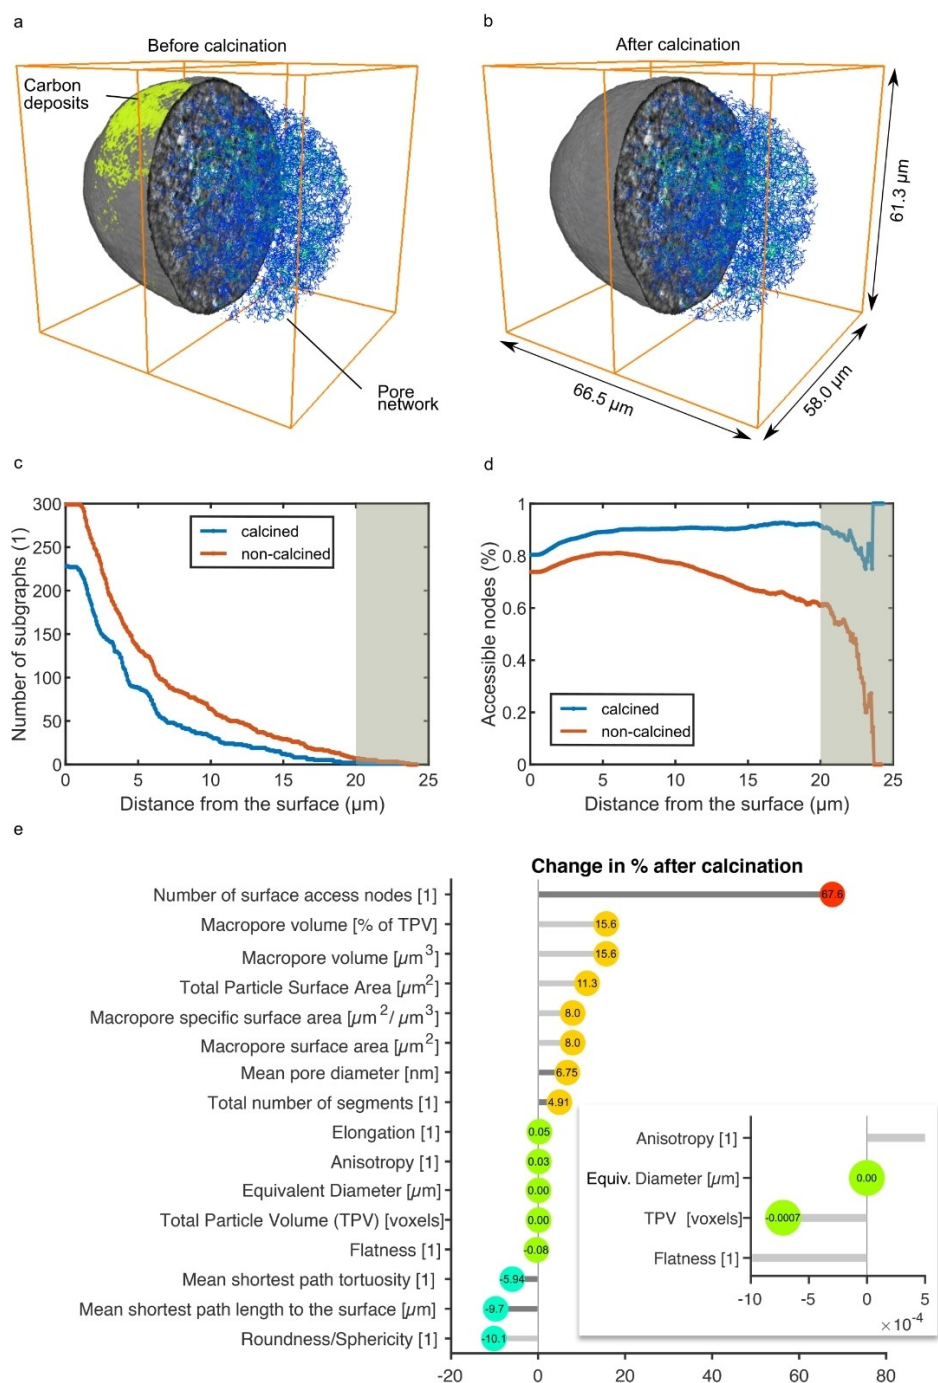 a
b
Before calcination
After calcination
Carbon
deposits
Pore
network
61.3 µm
66.5 µm
58.0 µm
c
d
300
250
200
150
100
50
0
Number of subgraphs (1)
calcined
non-calcined
0 5 10 15 20 25
Distance from the surface (µm)
1
0.8
0.6
0.4
0.2
0
Accessible nodes (%)
calcined
non-calcined
0 5 10 15 20 25
Distance from the surface (µm)
e
Change in % after calcination
Number of surface access nodes [1] 67.6
Macropore volume [% of TPV] 15.6
Macropore volume [µm³] 15.6
Total Particle Surface Area [µm²] 11.3
Macropore specific surface area [µm²/ µm³] 8.0
Macropore surface area [µm²] 8.0
Mean pore diameter [nm] 6.75
Total number of segments [1] 4.91
Elongation [1] 0.05
Anisotropy [1] 0.03
Equivalent Diameter [µm] 0.00
Total Particle Volume (TPV) [voxels] 0.00
Flatness [1] -0.08
Mean shortest path tortuosity [1] -5.94
Mean shortest path length to the surface [µm] -9.7
Roundness/Sphericity [1] -10.1
-20 0 20 40 60 80
Anisotropy [1]
Equiv. Diameter [µm] 0.00
TPV [voxels] -0.0007
Flatness [1]
-10 -5 0 5
×10⁻⁴